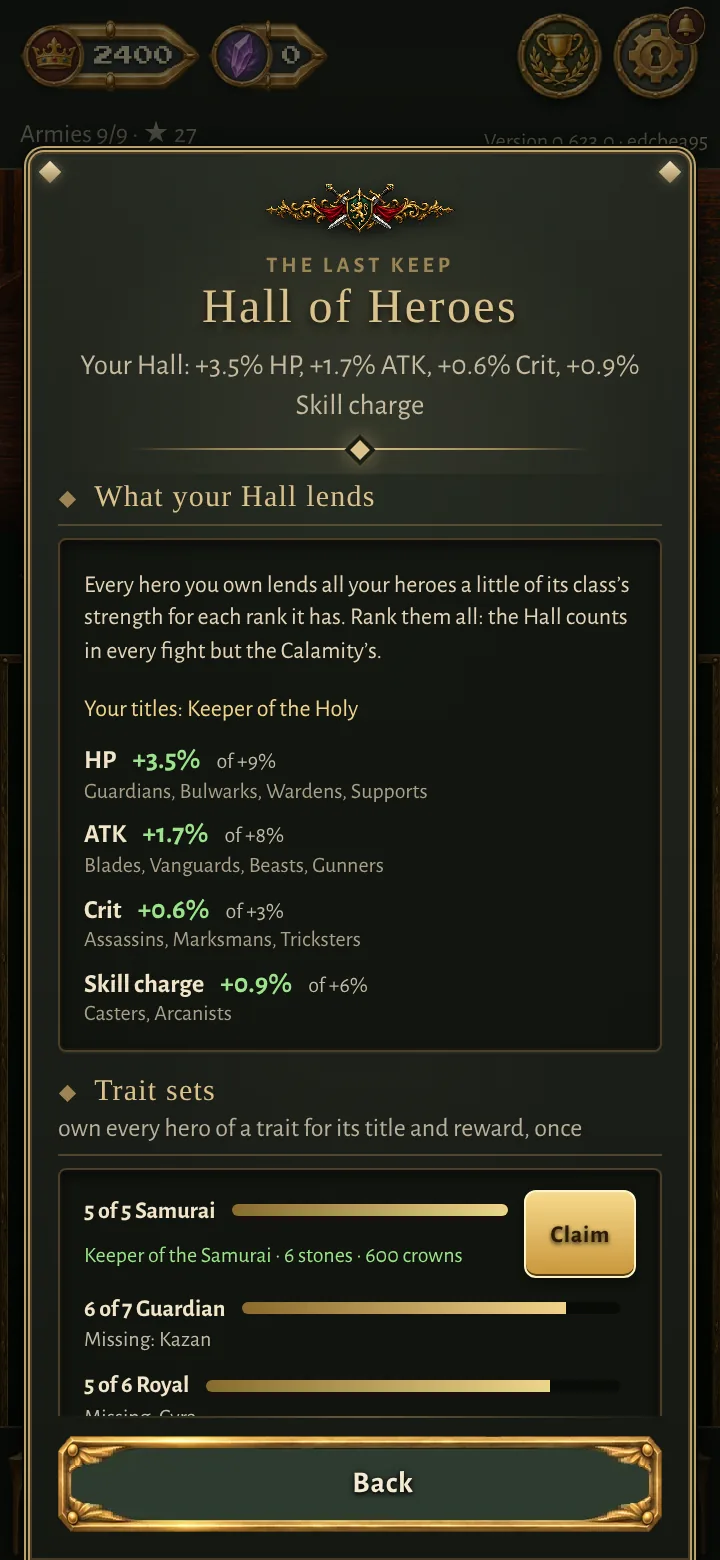 2400
0
Armies 9/9 · ★ 27
Version 0.623.0 · edchea95
THE LAST KEEP
Hall of Heroes
Your Hall: +3.5% HP, +1.7% ATK, +0.6% Crit, +0.9%
Skill charge
What your Hall lends
Every hero you own lends all your heroes a little of its class’s
strength for each rank it has. Rank them all: the Hall counts
in every fight but the Calamity’s.
Your titles: Keeper of the Holy
HP +3.5% of +9%
Guardians, Bulwarks, Wardens, Supports
ATK +1.7% of +8%
Blades, Vanguards, Beasts, Gunners
Crit +0.6% of +3%
Assassins, Marksmans, Tricksters
Skill charge +0.9% of +6%
Casters, Arcanists
Trait sets
own every hero of a trait for its title and reward, once
5 of 5 Samurai
Claim
Keeper of the Samurai · 6 stones · 600 crowns
6 of 7 Guardian
Missing: Kazan
5 of 6 Royal
Missing:
Back